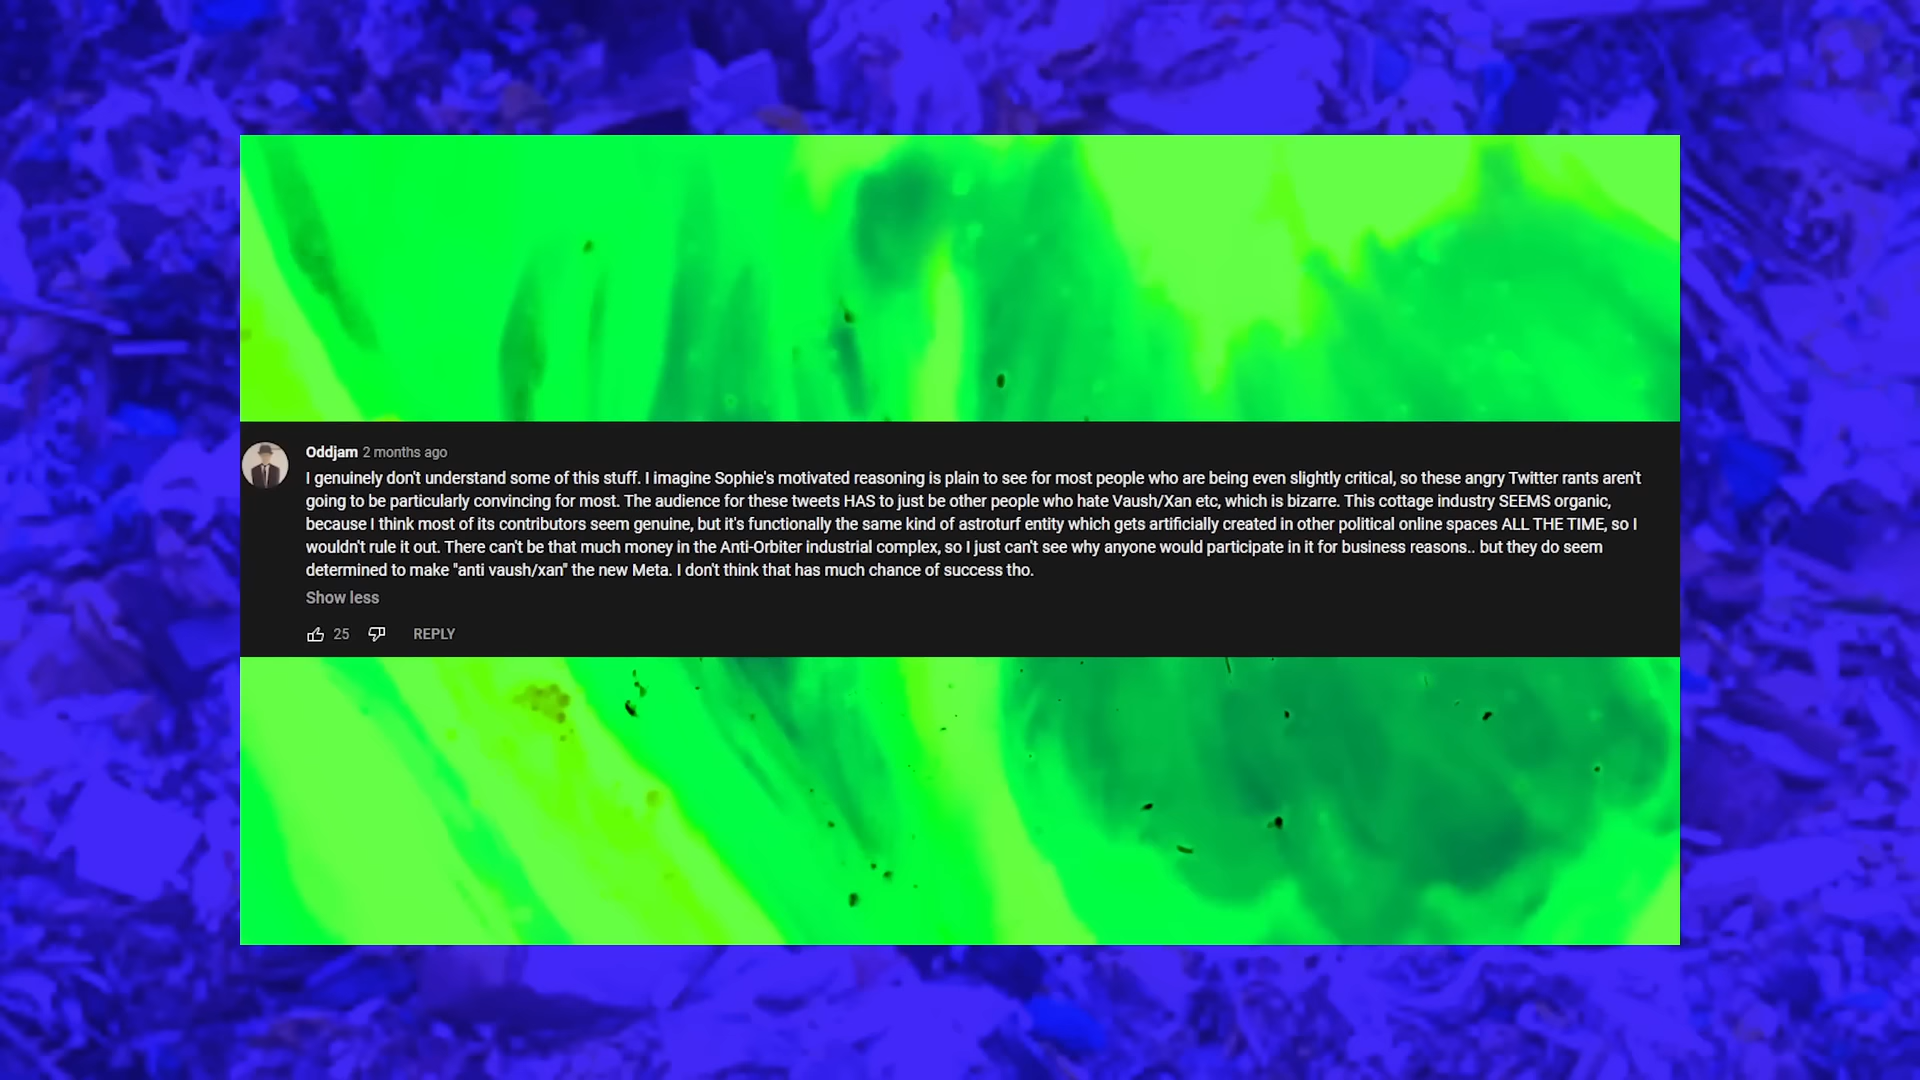 Oddjam 2 months ago
I genuinely don't understand some of this stuff. I imagine Sophie's motivated reasoning is plain to see for most people who are being even slightly critical, so these angry Twitter rants aren't
going to be particularly convincing for most. The audience for these tweets HAS to just be other people who hate Vaush/Xan etc, which is bizarre. This cottage industry SEEMS organic,
because I think most of its contributors seem genuine, but it's functionally the same kind of astroturf entity which gets artificially created in other political online spaces ALL THE TIME, so I
wouldn't rule it out. There can't be that much money in the Anti-Orbiter industrial complex, so I just can't see why anyone would participate in it for business reasons.. but they do seem
determined to make "anti vaush/xan" the new Meta. I don't think that has much chance of success tho.
Show less
25 REPLY